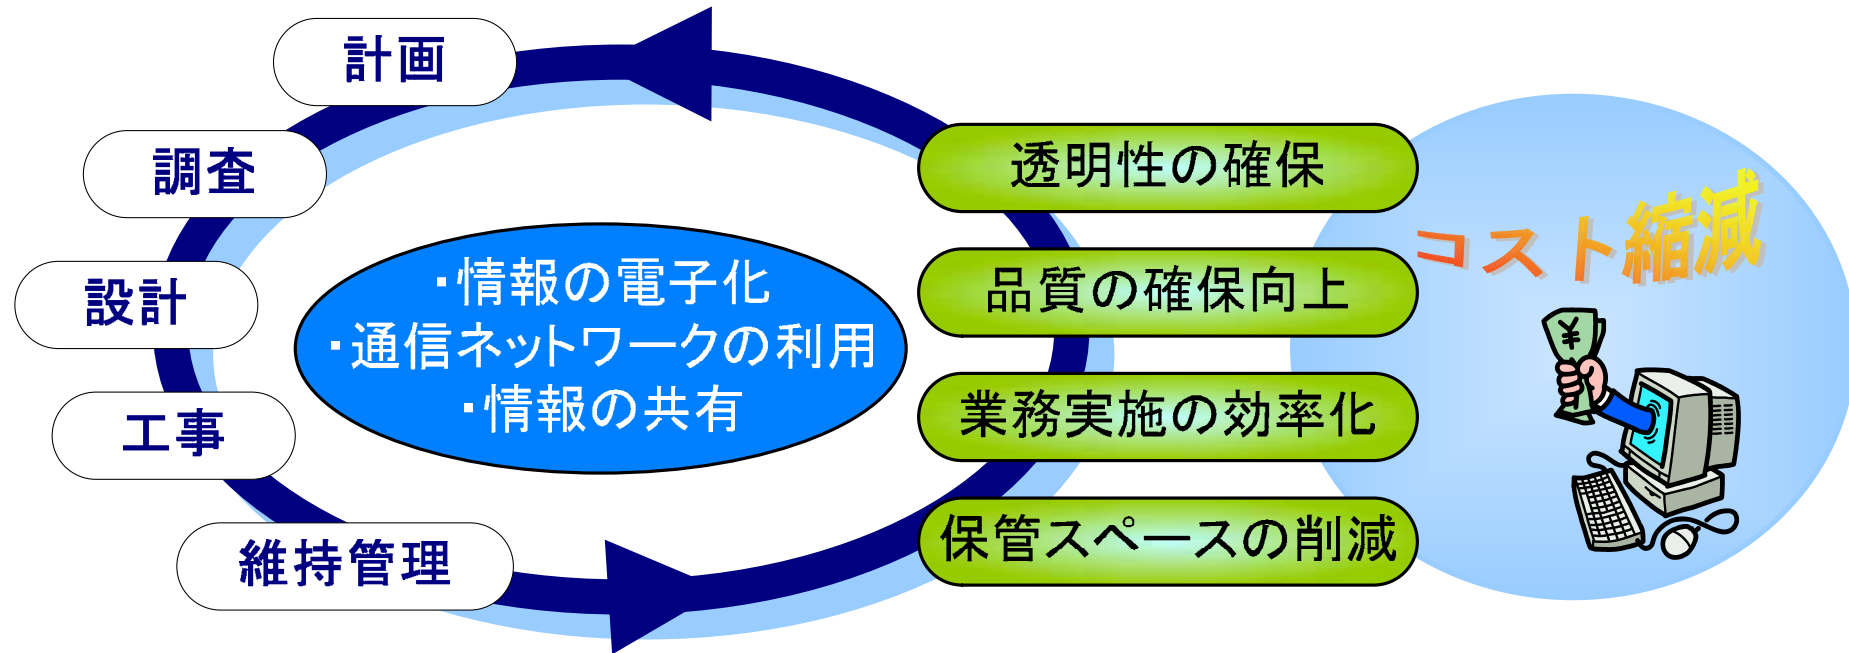 計画
調査
設計
工事
維持管理
・情報の電子化
・通信ネットワークの利用
・情報の共有
透明性の確保
品質の確保向上
業務実施の効率化
保管スペースの削減
コスト縮減
¥